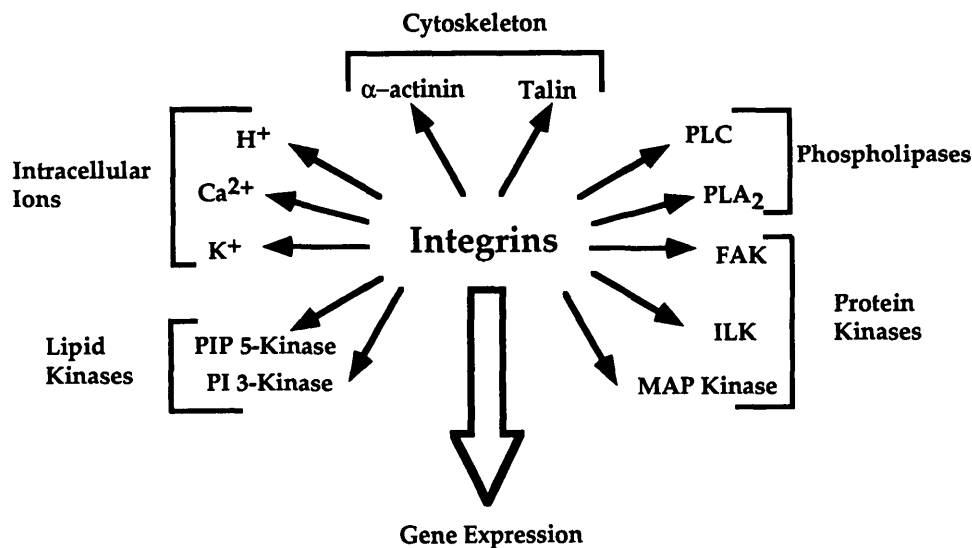 Cytoskeleton
α–actinin Talin
H⁺
Ca²⁺
K⁺
Intracellular
Ions
PLC
PLA₂
Phospholipases
Integrins
FAK
ILK
MAP Kinase
Protein
Kinases
Lipid
Kinases
PIP 5-Kinase
PI 3-Kinase
Gene Expression